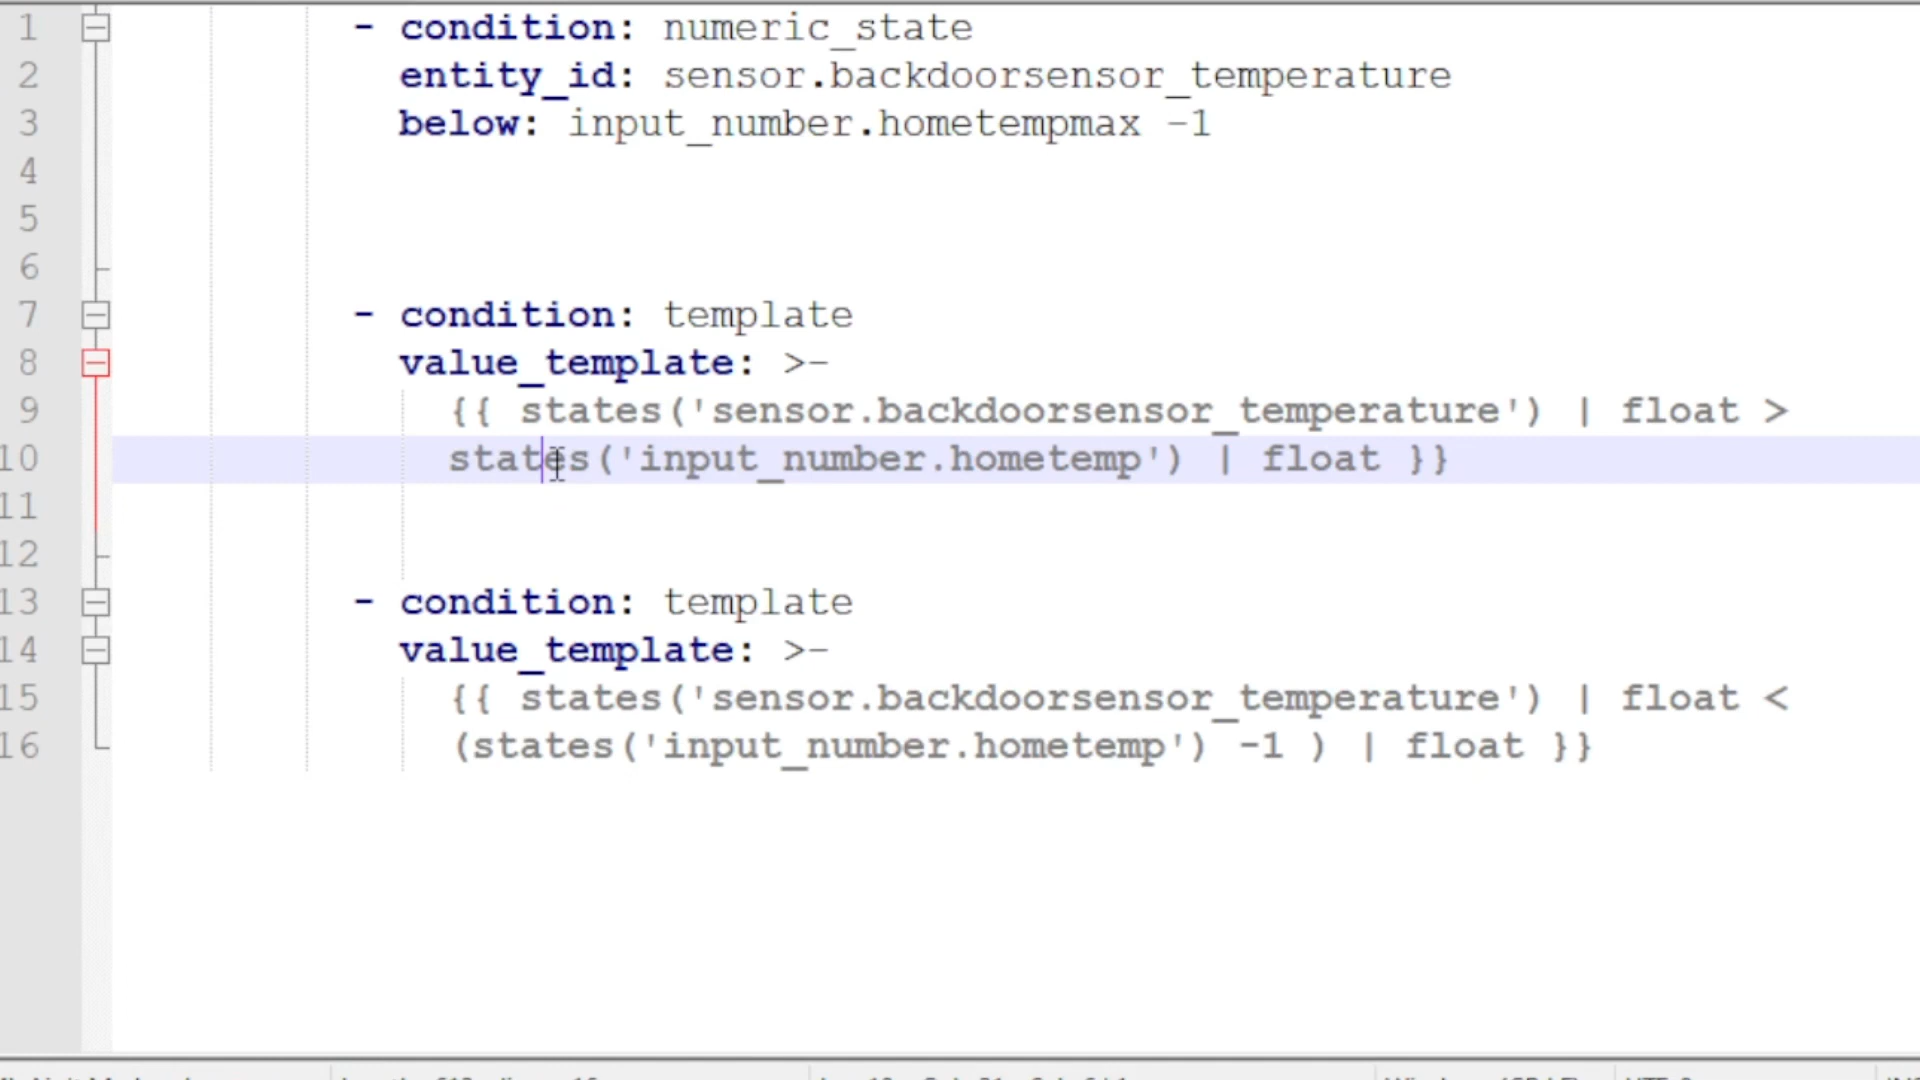 1 - condition: numeric_state
2 entity_id: sensor.backdoorsensor_temperature
3 below: input_number.hometempmax -1
4
5
6
7 - condition: template
8 value_template: >-
9 {{ states('sensor.backdoorsensor_temperature') | float >
10 states('input_number.hometemp') | float }}
11
12
13 - condition: template
14 value_template: >-
15 {{ states('sensor.backdoorsensor_temperature') | float <
16 (states('input_number.hometemp') -1 ) | float }}